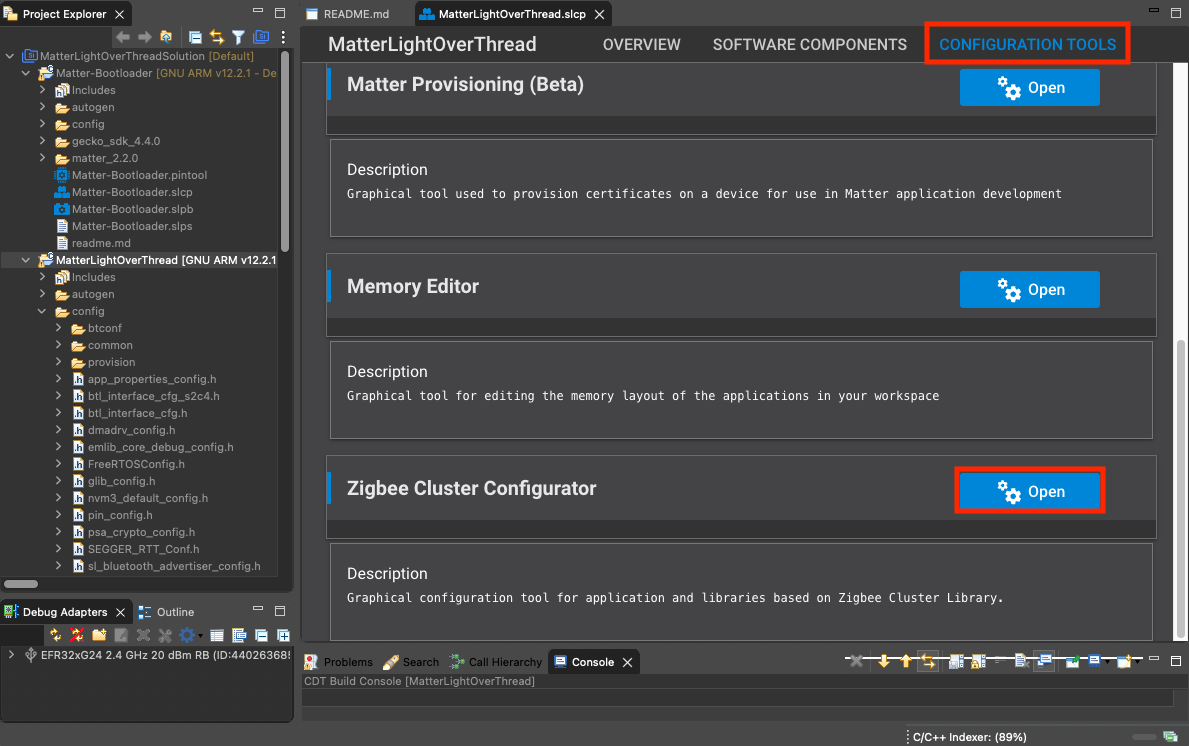 Project Explorer
README.md
MatterLightOverThread.slcp
MatterLightOverThreadSolution [Default]
Matter-Bootloader [GNU ARM v12.2.1 - De
Includes
autogen
config
gecko_sdk_4.4.0
matter_2.2.0
Matter-Bootloader.pintool
Matter-Bootloader.slcp
Matter-Bootloader.slpb
Matter-Bootloader.slps
readme.md
MatterLightOverThread [GNU ARM v12.2.1
Includes
autogen
config
btconf
common
provision
app_properties_config.h
btl_interface_cfg_s2c4.h
btl_interface_cfg.h
dmadrv_config.h
emlib_core_debug_config.h
FreeRTOSConfig.h
glib_config.h
nvm3_default_config.h
pin_config.h
psa_crypto_config.h
SEGGER_RTT_Conf.h
sl_bluetooth_advertiser_config.h
MatterLightOverThread
OVERVIEW
SOFTWARE COMPONENTS
CONFIGURATION TOOLS
Matter Provisioning (Beta)
Open
Description
Graphical tool used to provision certificates on a device for use in Matter application development
Memory Editor
Open
Description
Graphical tool for editing the memory layout of the applications in your workspace
Zigbee Cluster Configurator
Open
Description
Graphical configuration tool for application and libraries based on Zigbee Cluster Library.
Debug Adapters
Outline
EFR32xG24 2.4 GHz 20 dBm RB (ID:440263685
Problems
Search
Call Hierarchy
Console
CDT Build Console [MatterLightOverThread]
C/C++ Indexer: (89%)